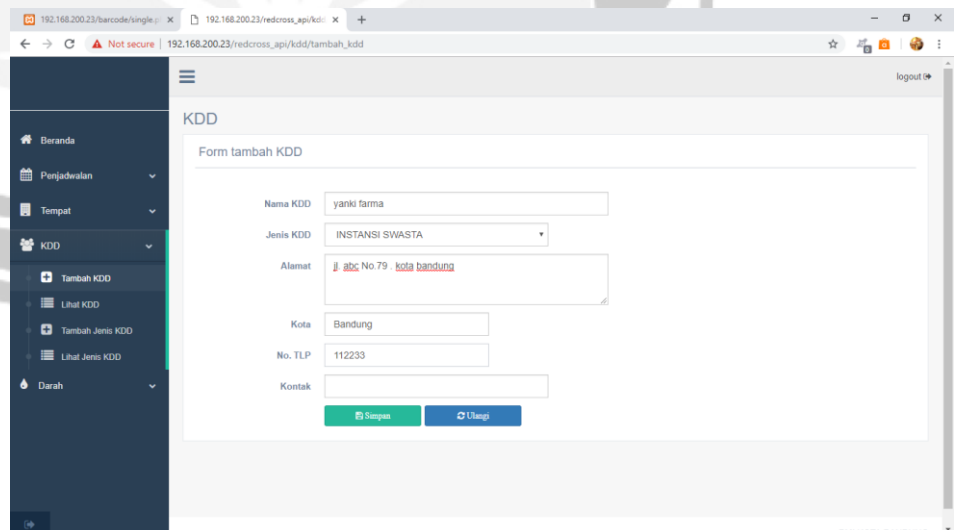 192.168.200.23/barcode/single.p
192.168.200.23/redcross_api/kdd
Not secure
192.168.200.23/redcross_api/kdd/tambah_kdd
logout
KDD
Beranda
Penjadwalan
Tempat
KDD
Tambah KDD
Lihat KDD
Tambah Jenis KDD
Lihat Jenis KDD
Darah
Form tambah KDD
Nama KDD yanki farma
Jenis KDD INSTANSI SWASTA
Alamat jl. abc No.79 . kota bandung
Kota Bandung
No. TLP 112233
Kontak
Simpan Ulangi